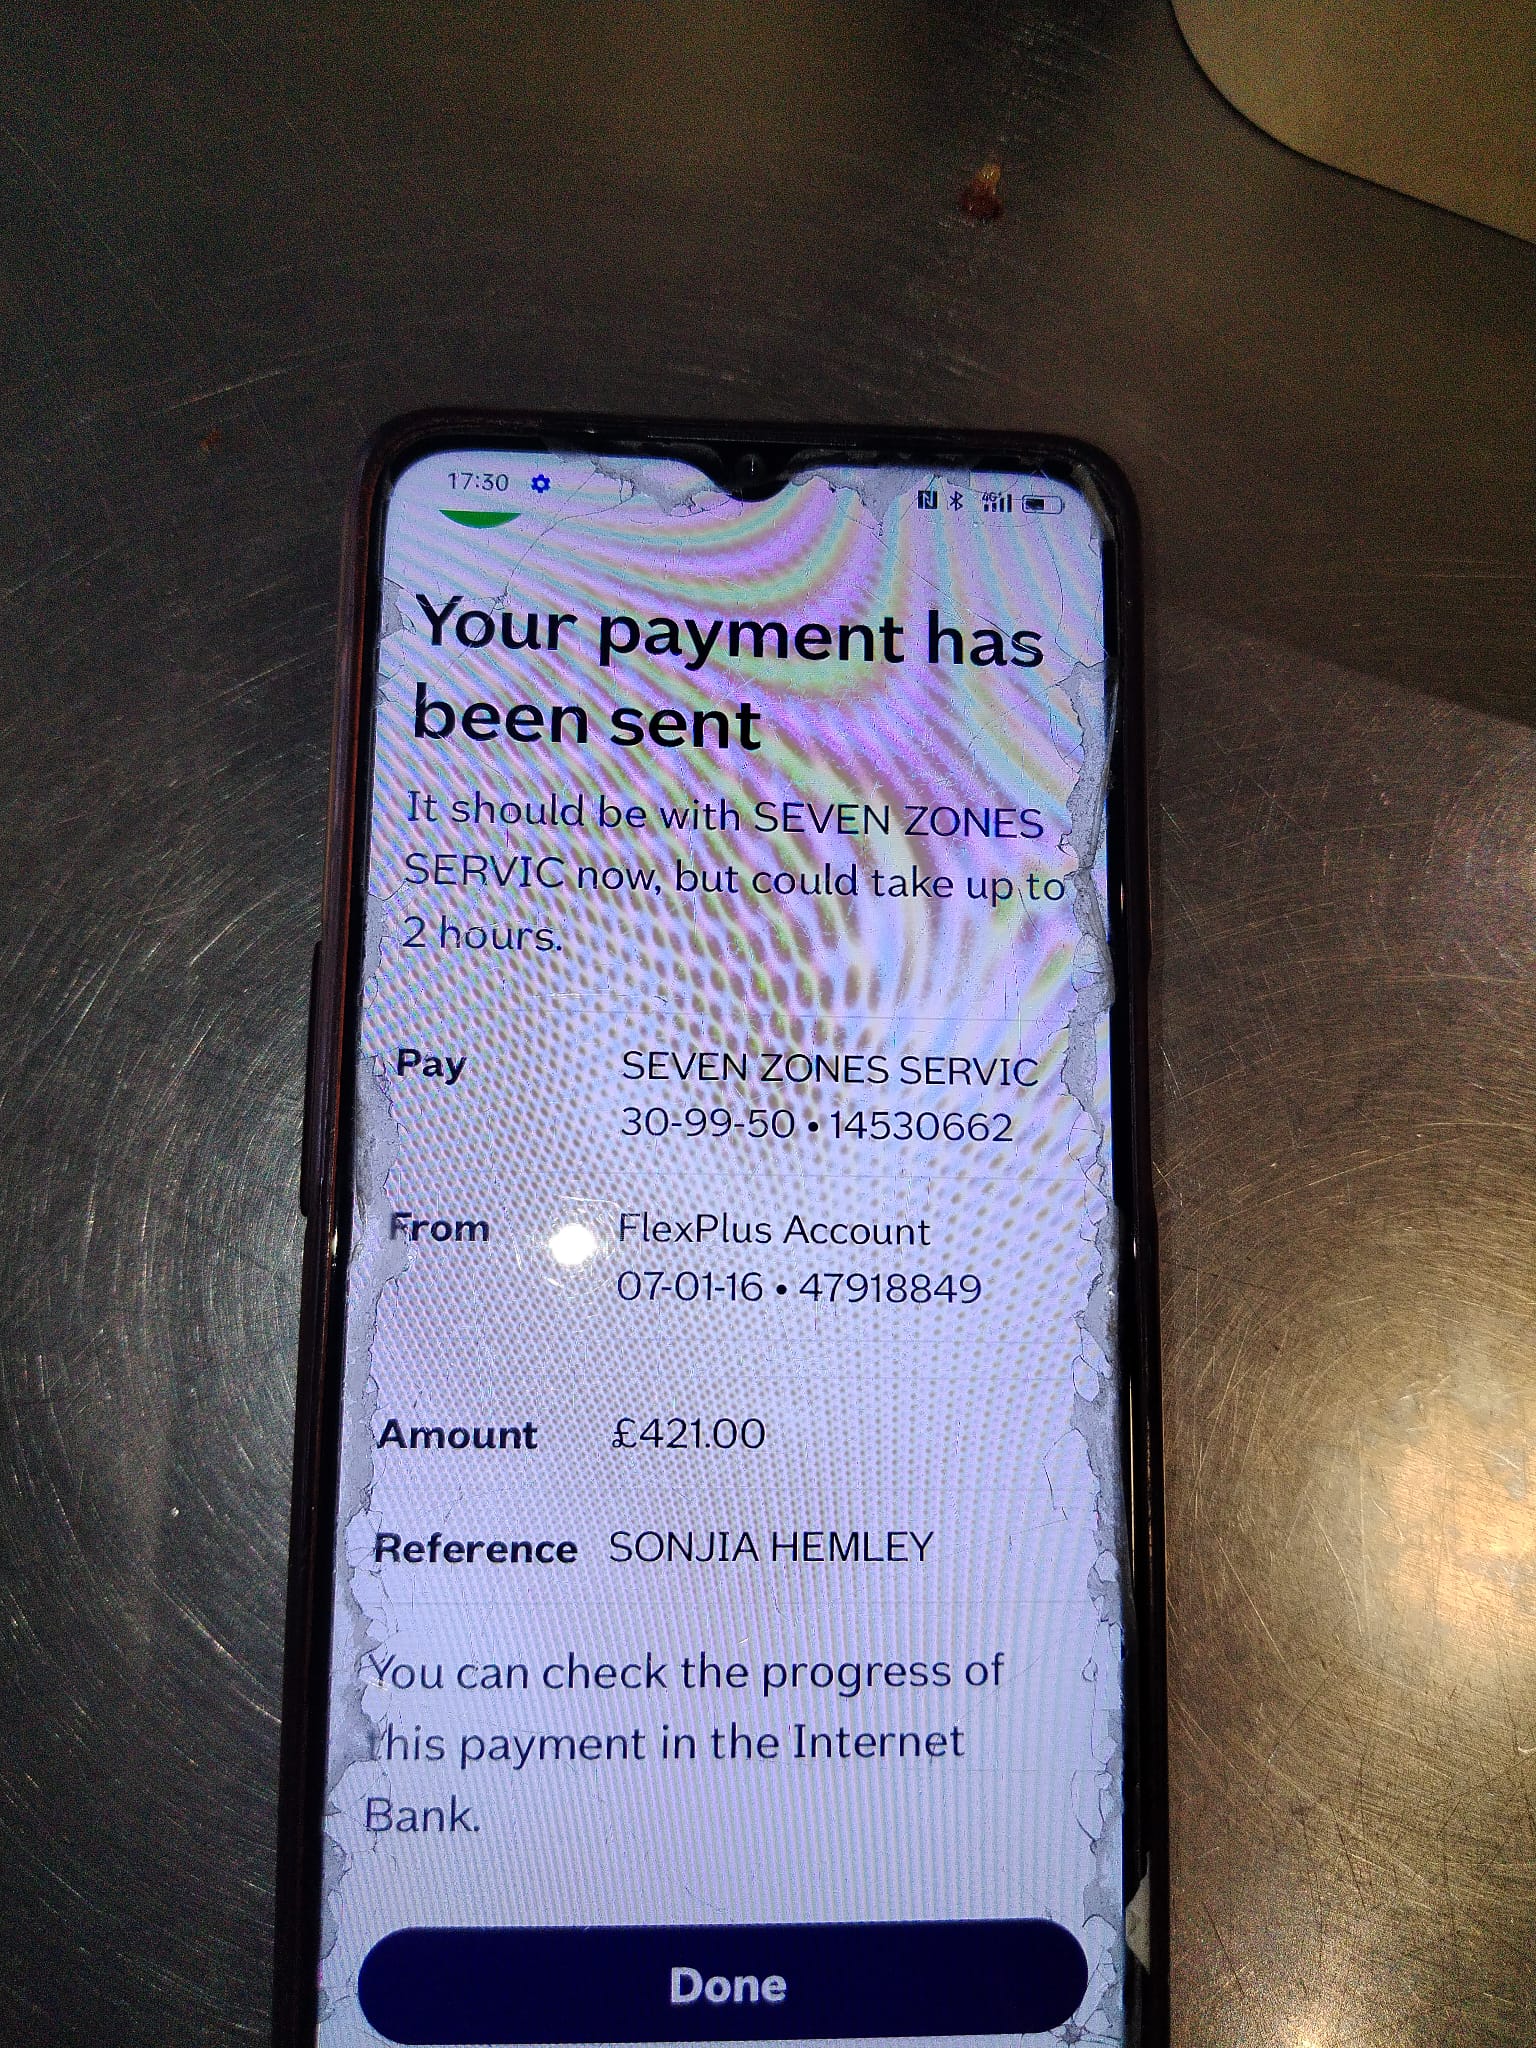 17:30
4G+
Your payment has
been sent
It should be with SEVEN ZONES
SERVIC now, but could take up to
2 hours.
Pay SEVEN ZONES SERVIC
30-99-50 • 14530662
From FlexPlus Account
07-01-16 • 47918849
Amount £421.00
Reference SONJIA HEMLEY
You can check the progress of
this payment in the Internet
Bank.
Done